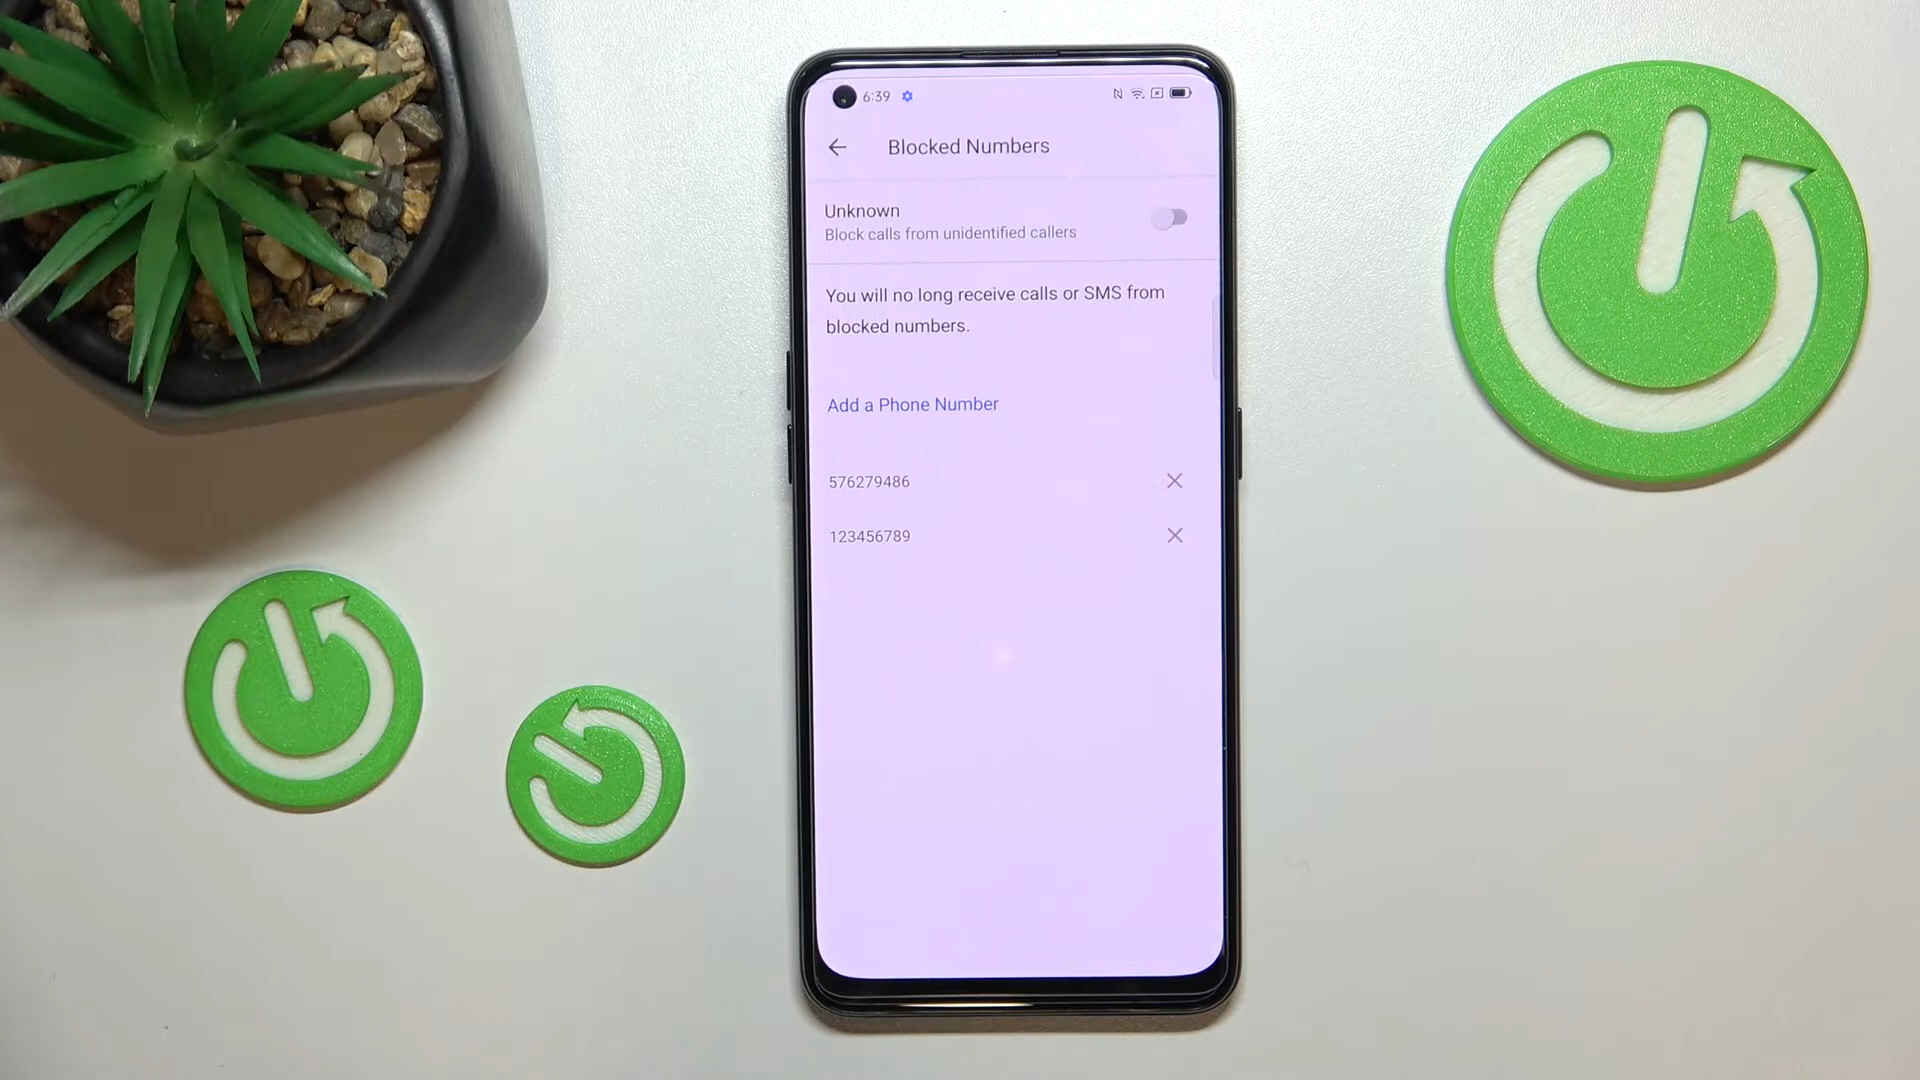 6:39
Blocked Numbers
Unknown
Block calls from unidentified callers
You will no long receive calls or SMS from
blocked numbers.
Add a Phone Number
576279486
123456789